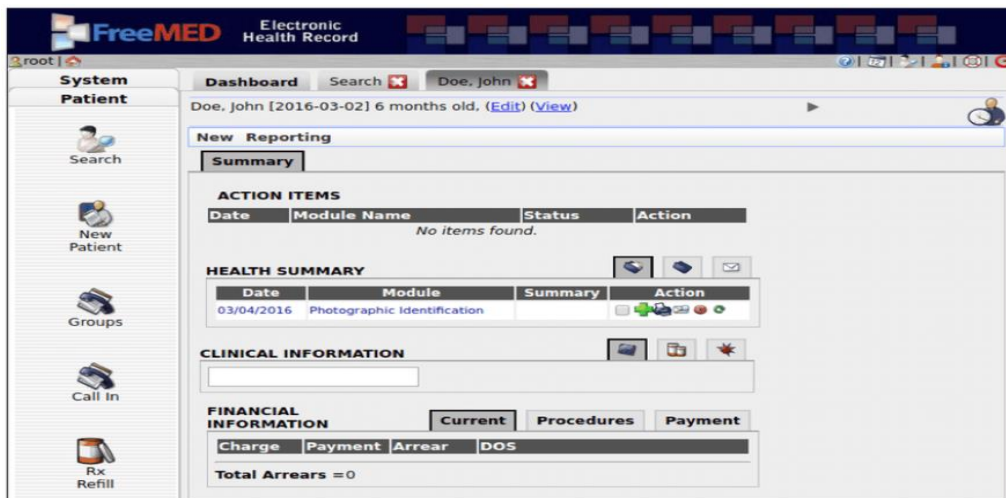 FreeMED Electronic Health Record
root |
System
Patient
Search
New Patient
Groups
Call In
Rx Refill
Dashboard Search Doe, John
Doe, John [2016-03-02] 6 months old, (Edit) (View)
New Reporting
Summary
ACTION ITEMS
Date Module Name Status Action
No items found.
HEALTH SUMMARY
Date Module Summary Action
03/04/2016 Photographic Identification
CLINICAL INFORMATION
FINANCIAL INFORMATION
Current Procedures Payment
Charge Payment Arrear DOS
Total Arrears =0